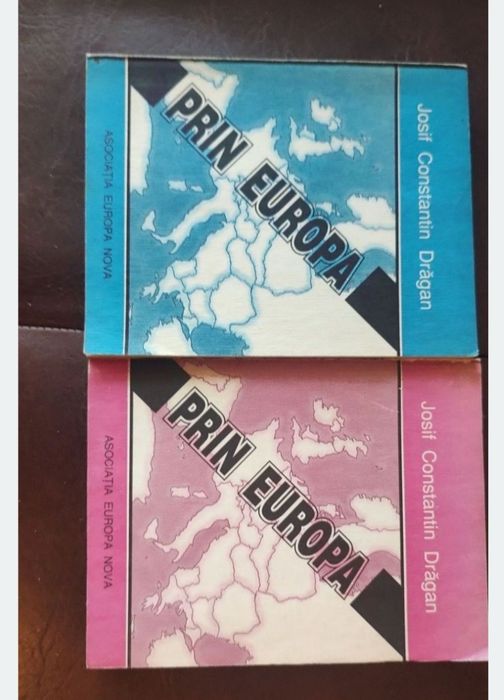 Josif Constantin Drăgan
PRIN EUROPA
ASOCIAȚIA EUROPA NOVA
Josif Constantin Drăgan
PRIN EUROPA
ASOCIAȚIA EUROPA NOVA